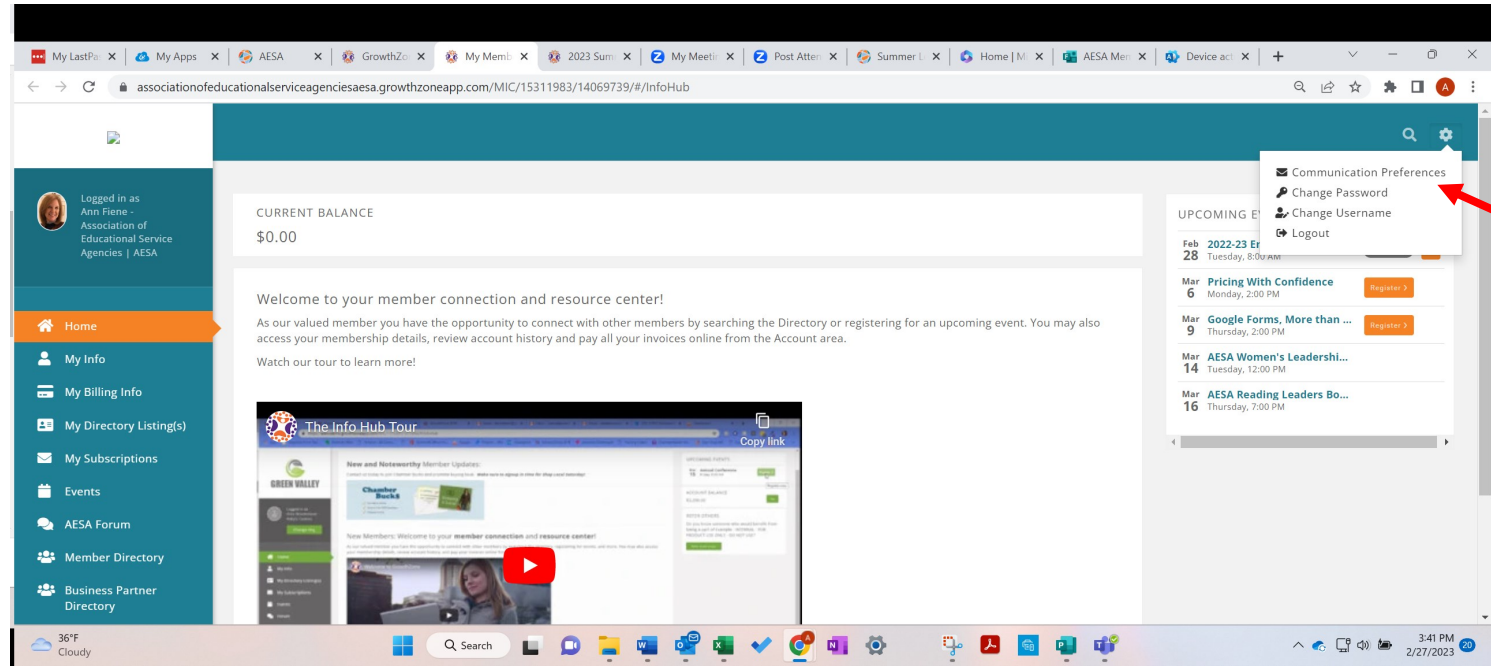 My LastPa
My Apps
AESA
GrowthZo
My Memb
2023 Sum
My Meetin
Post Atten
Summer L
Home | Mi
AESA Mem
Device act
associationofeducationalserviceagenciesaesa.growthzoneapp.com/MIC/15311983/14069739/#/InfoHub
A
Communication Preferences
Change Password
Change Username
Logout
Logged in as
Ann Fiene -
Association of
Educational Service
Agencies | AESA
Home
My Info
My Billing Info
My Directory Listing(s)
My Subscriptions
Events
AESA Forum
Member Directory
Business Partner
Directory
CURRENT BALANCE
$0.00
Welcome to your member connection and resource center!
As our valued member you have the opportunity to connect with other members by searching the Directory or registering for an upcoming event. You may also
access your membership details, review account history and pay all your invoices online from the Account area.
Watch our tour to learn more!
The Info Hub Tour
Copy link
GREEN VALLEY
New and Noteworthy Member Updates:
Chamber
Bucks
New Members: Welcome to your member connection and resource center!
UPCOMING E
Feb 28 2022-23 Er
Tuesday, 8:00 AM
Mar 6 Pricing With Confidence
Monday, 2:00 PM
Register >
Mar 9 Google Forms, More than ...
Thursday, 2:00 PM
Register >
Mar 14 AESA Women's Leadershi...
Tuesday, 12:00 PM
Mar 16 AESA Reading Leaders Bo...
Thursday, 7:00 PM
36°F
Cloudy
Search
3:41 PM
2/27/2023
20